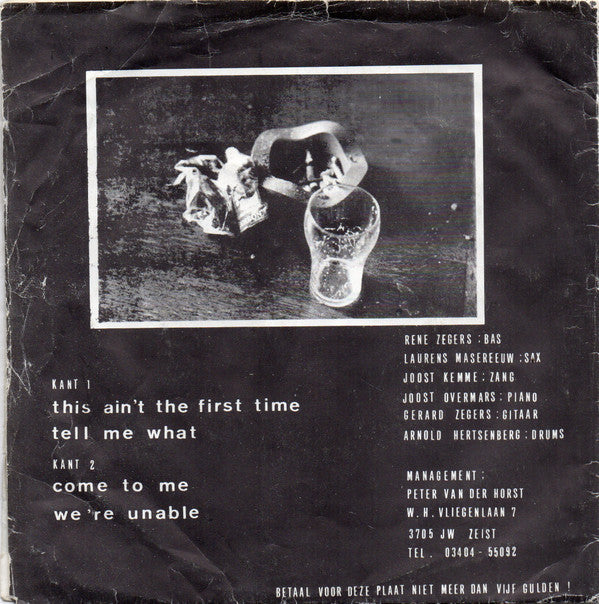 KANT 1
this ain't the first time
tell me what
KANT 2
come to me
we're unable
RENE ZEGERS : BAS
LAURENS MASEREEUW : SAX
JOOST KEMME : ZANG
JOOST OVERMARS : PIANO
GERARD ZEGERS : GITAAR
ARNOLD HERTSENBERG : DRUMS
MANAGEMENT :
PETER VAN DER HORST
W. H. VLIEGENLAAN 7
3705 JW ZEIST
TEL. 03404 - 55092
BETAAL VOOR DEZE PLAAT NIET MEER DAN VIJF GULDEN !